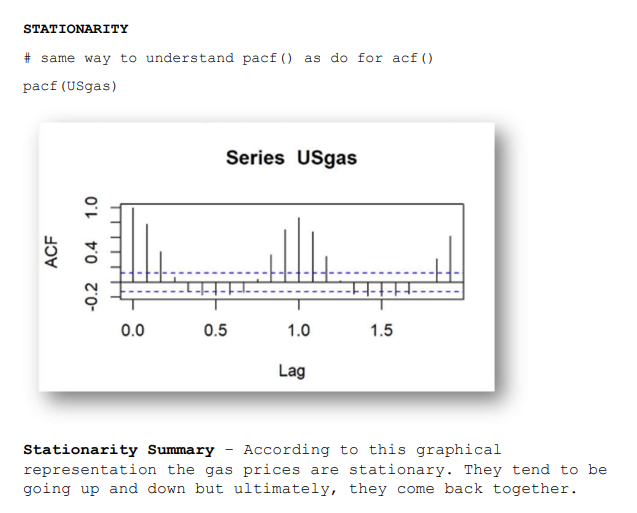 STATIONARITY
# same way to understand pacf() as do for acf()
pacf(USgas)
Series USgas
ACF
1.0
0.4
-0.2
0.0 0.5 1.0 1.5
Lag
Stationarity Summary – According to this graphical
representation the gas prices are stationary. They tend to be
going up and down but ultimately, they come back together.